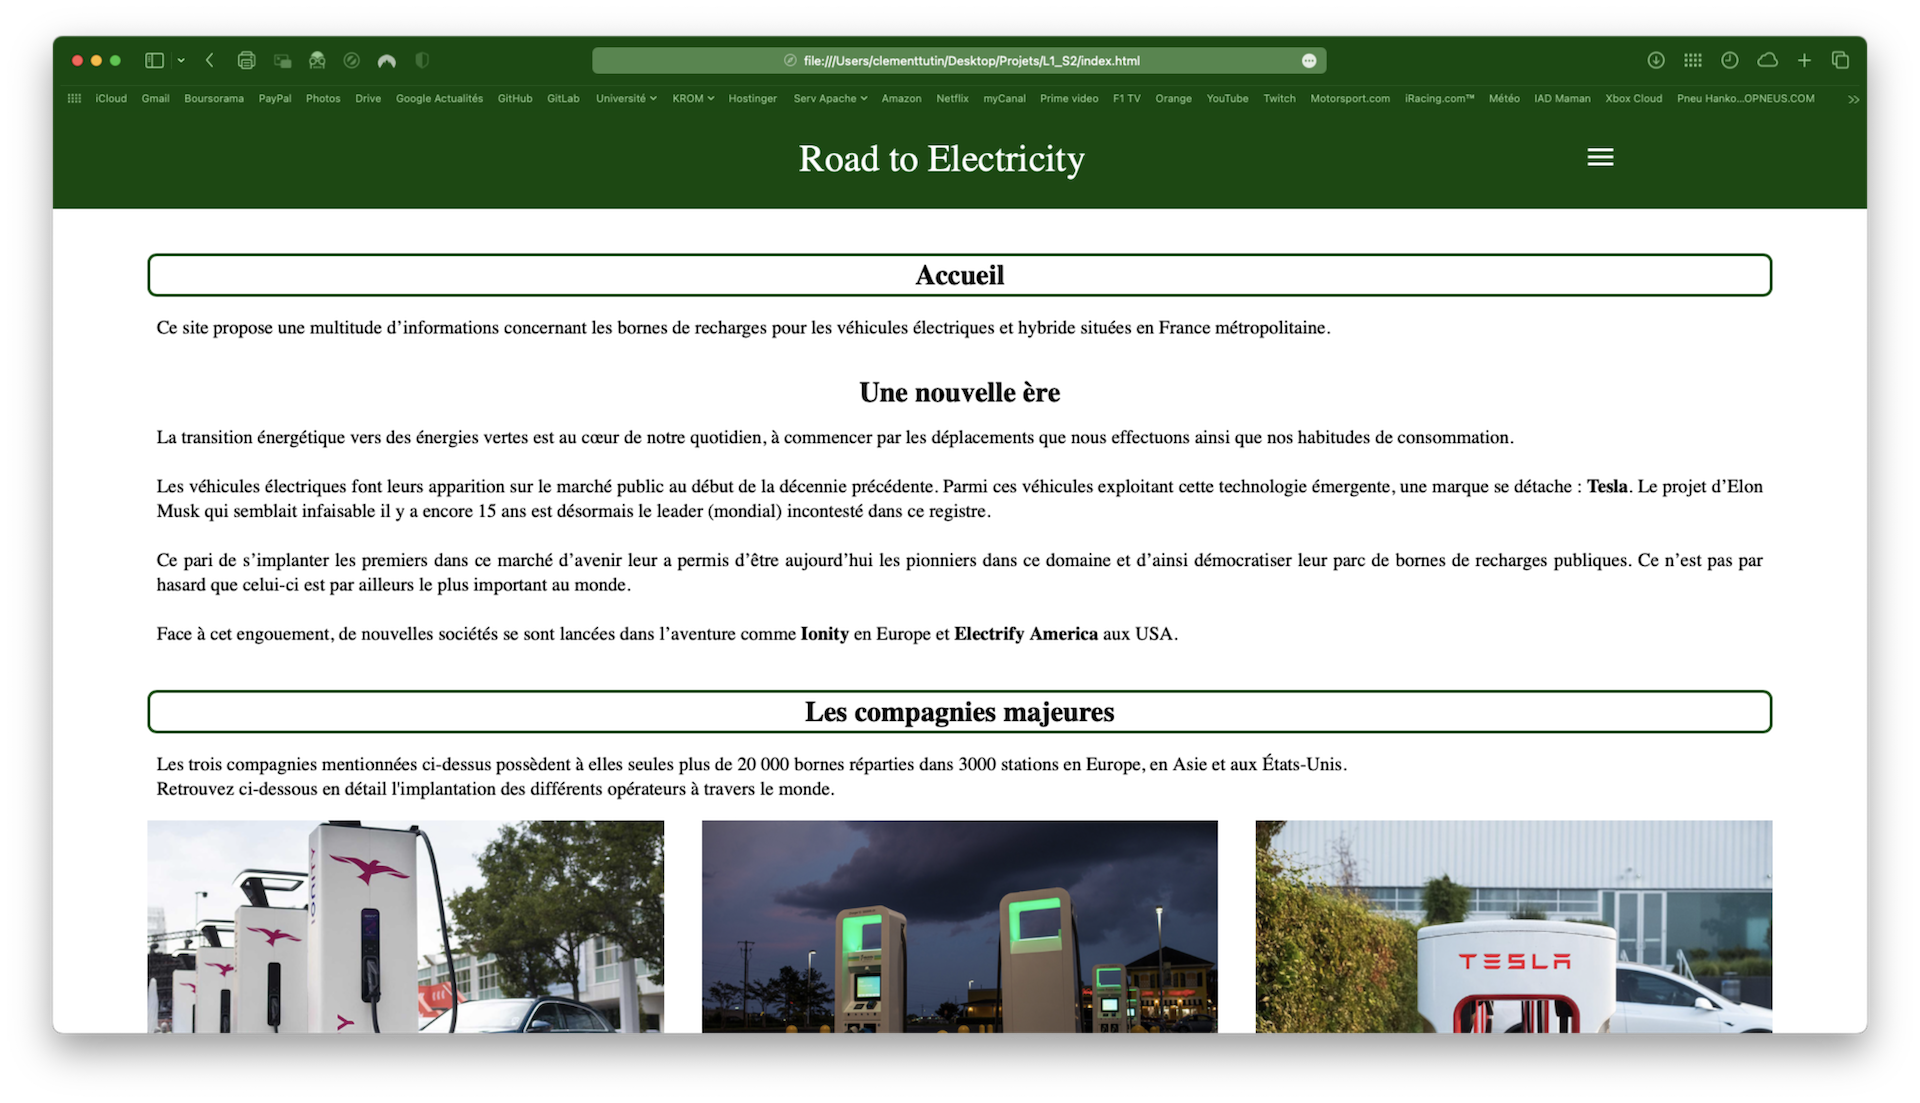 file:///Users/clementtutin/Desktop/Projets/L1_S2/index.html
iCloud Gmail Boursorama PayPal Photos Drive Google Actualités GitHub GitLab Université KROM Hostinger Serv Apache Amazon Netflix myCanal Prime video F1 TV Orange YouTube Twitch Motorsport.com iRacing.com™ Météo IAD Maman Xbox Cloud Pneu Hanko...OPNEUS.COM
Road to Electricity
Accueil
Ce site propose une multitude d’informations concernant les bornes de recharges pour les véhicules électriques et hybride situées en France métropolitaine.
Une nouvelle ère
La transition énergétique vers des énergies vertes est au cœur de notre quotidien, à commencer par les déplacements que nous effectuons ainsi que nos habitudes de consommation.
Les véhicules électriques font leurs apparition sur le marché public au début de la décennie précédente. Parmi ces véhicules exploitant cette technologie émergente, une marque se détache : Tesla. Le projet d’Elon
Musk qui semblait infaisable il y a encore 15 ans est désormais le leader (mondial) incontesté dans ce registre.
Ce pari de s’implanter les premiers dans ce marché d’avenir leur a permis d’être aujourd’hui les pionniers dans ce domaine et d’ainsi démocratiser leur parc de bornes de recharges publiques. Ce n’est pas par
hasard que celui-ci est par ailleurs le plus important au monde.
Face à cet engouement, de nouvelles sociétés se sont lancées dans l’aventure comme Ionity en Europe et Electrify America aux USA.
Les compagnies majeures
Les trois compagnies mentionnées ci-dessus possèdent à elles seules plus de 20 000 bornes réparties dans 3000 stations en Europe, en Asie et aux États-Unis.
Retrouvez ci-dessous en détail l'implantation des différents opérateurs à travers le monde.
IONITY
TESLA